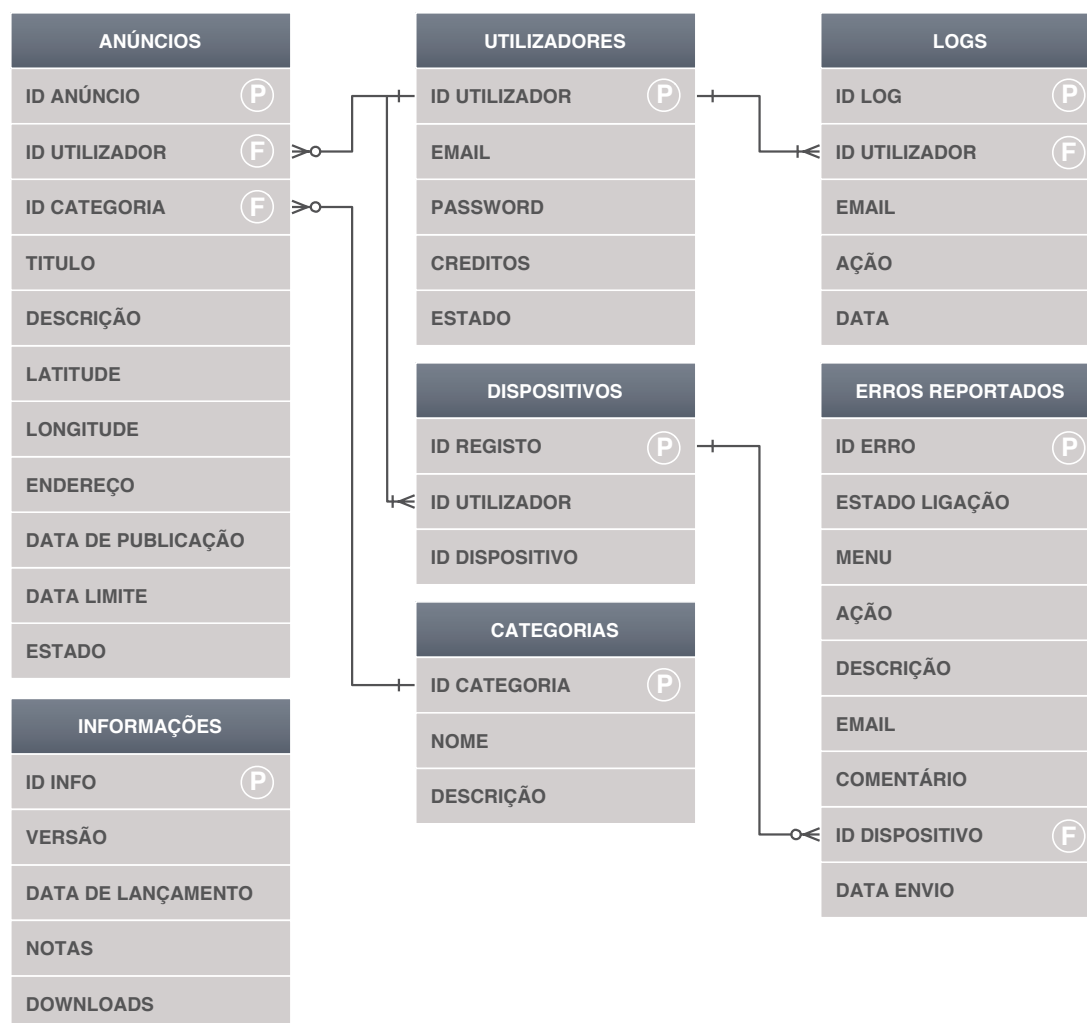 ANÚNCIOS
ID ANÚNCIO P
ID UTILIZADOR F
ID CATEGORIA F
TITULO
DESCRIÇÃO
LATITUDE
LONGITUDE
ENDEREÇO
DATA DE PUBLICAÇÃO
DATA LIMITE
ESTADO
INFORMAÇÕES
ID INFO P
VERSÃO
DATA DE LANÇAMENTO
NOTAS
DOWNLOADS
UTILIZADORES
ID UTILIZADOR P
EMAIL
PASSWORD
CREDITOS
ESTADO
DISPOSITIVOS
ID REGISTO P
ID UTILIZADOR
ID DISPOSITIVO
CATEGORIAS
ID CATEGORIA P
NOME
DESCRIÇÃO
LOGS
ID LOG P
ID UTILIZADOR F
EMAIL
AÇÃO
DATA
ERROS REPORTADOS
ID ERRO P
ESTADO LIGAÇÃO
MENU
AÇÃO
DESCRIÇÃO
EMAIL
COMENTÁRIO
ID DISPOSITIVO F
DATA ENVIO